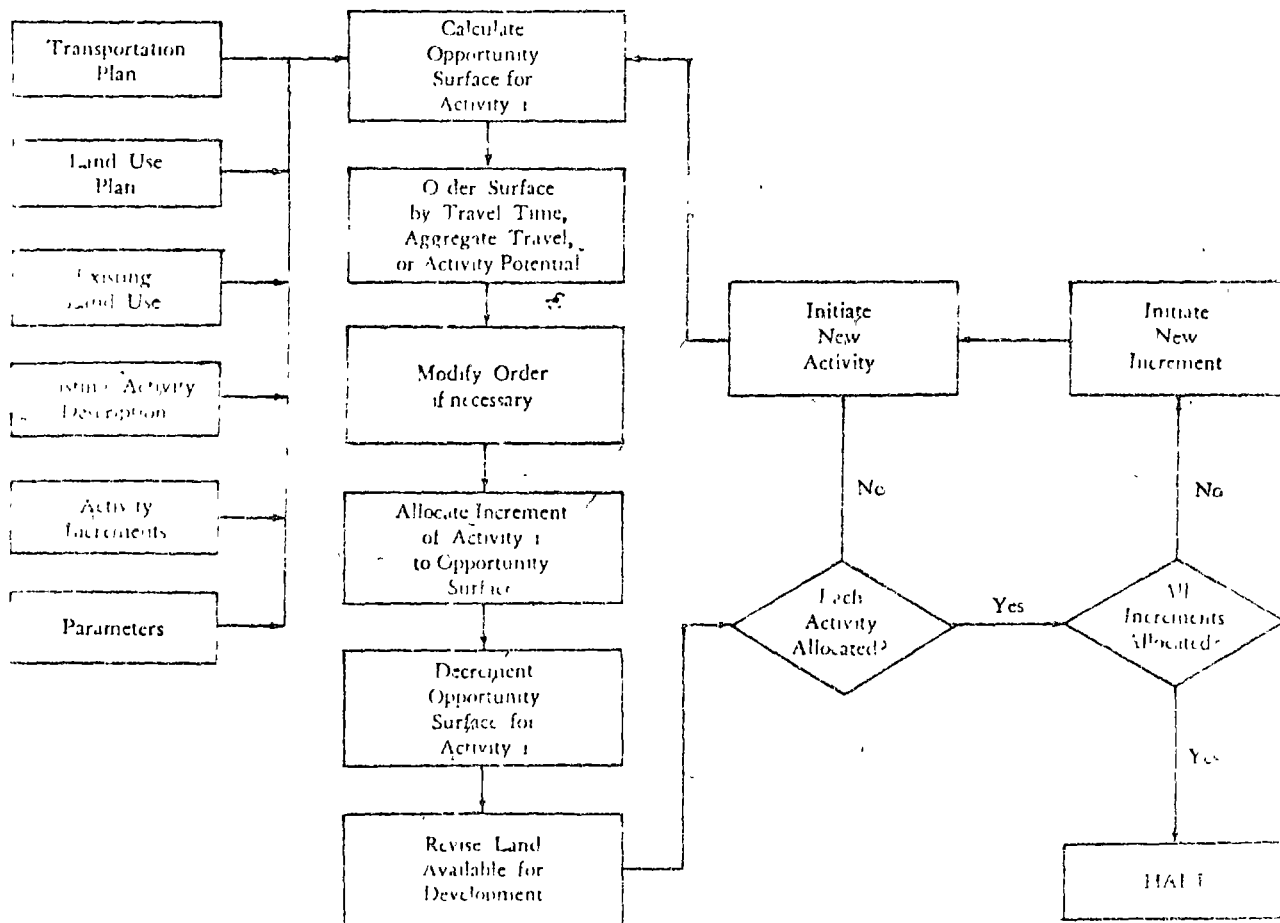 Transportation
Plan
Land Use
Plan
Existing
Land Use
Activity
Description
Activity
Increments
Parameters
Calculate
Opportunity
Surface for
Activity i
Order Surface
by Travel Time,
Aggregate Travel,
or Activity Potential
Modify Order
if necessary
Allocate Increment
of Activity i
to Opportunity
Surface
Decrement
Opportunity
Surface for
Activity i
Revise Land
Available for
Development
Initiate
New
Activity
No
Each
Activity
Allocated?
Yes
Initiate
New
Increment
No
All
Increments
Allocated?
Yes
HALT